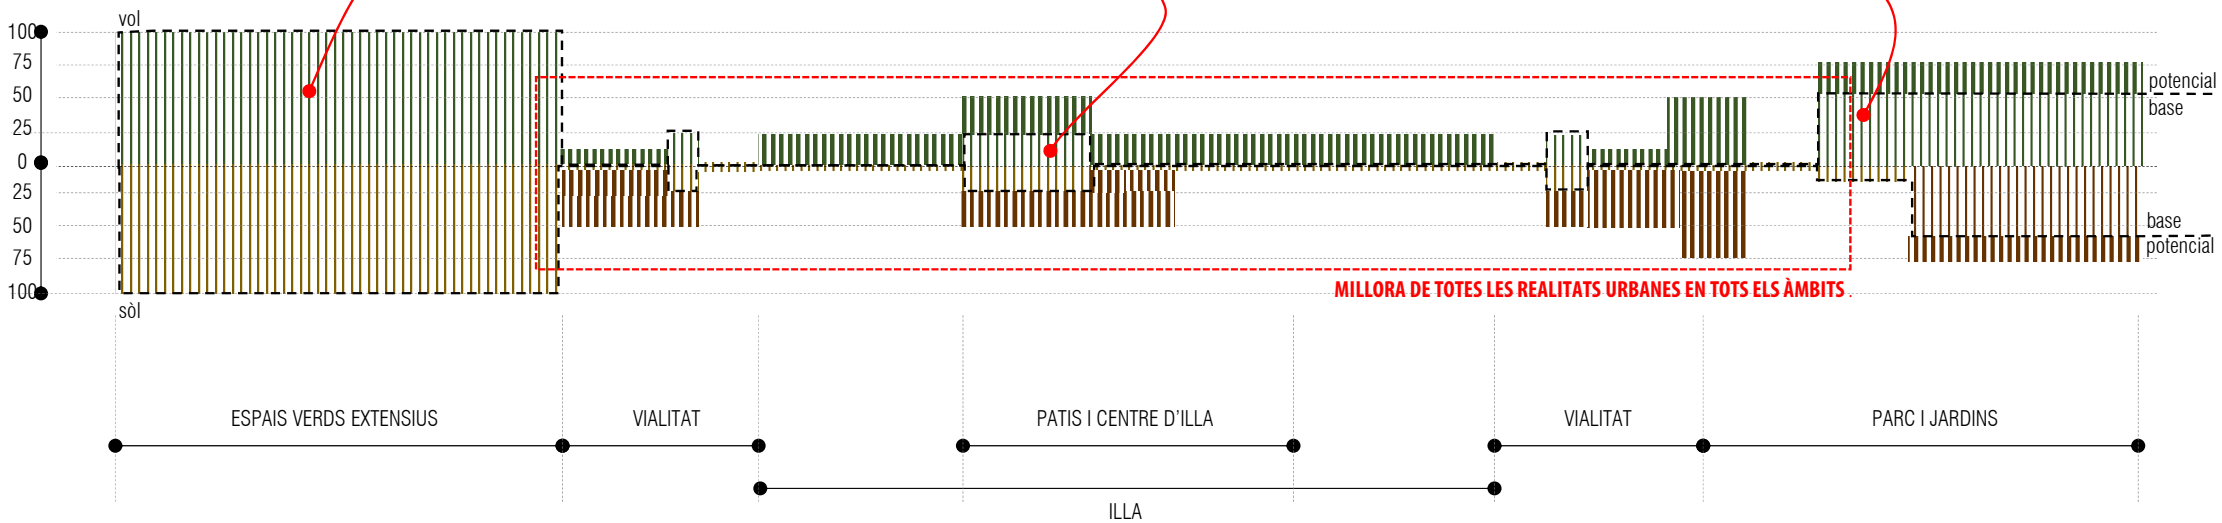 vol
100
75
50
25
0
25
50
75
100
sòl
potencial
base
base
potencial
MILLORA DE TOTES LES REALITATS URBANES EN TOTS ELS ÀMBITS
ESPAIS VERDS EXTENSIUS
VIALITAT
PATIS I CENTRE D'ILLA
VIALITAT
PARC I JARDINS
ILLA